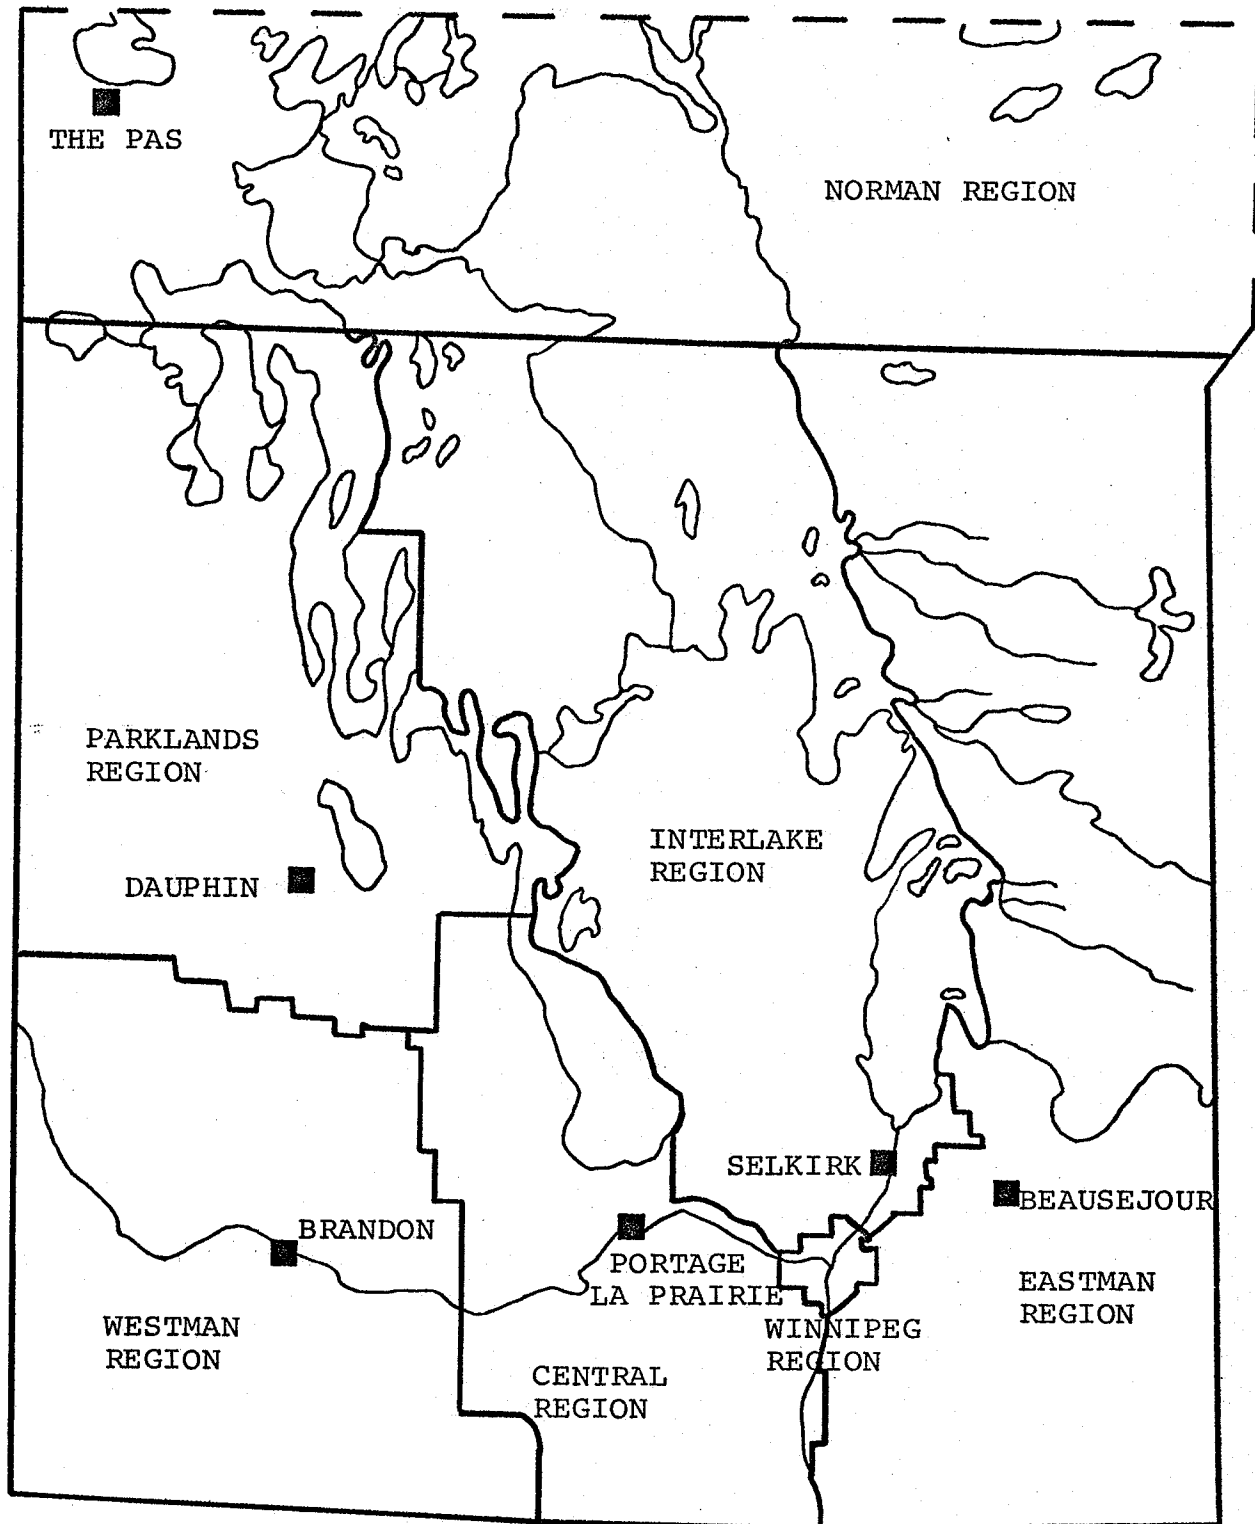 THE PAS
NORMAN REGION
PARKLANDS
REGION
INTERLAKE
REGION
DAUPHIN
SELKIRK
BEAUSEJOUR
BRANDON
PORTAGE
LA PRAIRIE
EASTMAN
REGION
WESTMAN
REGION
WINNIPEG
REGION
CENTRAL
REGION